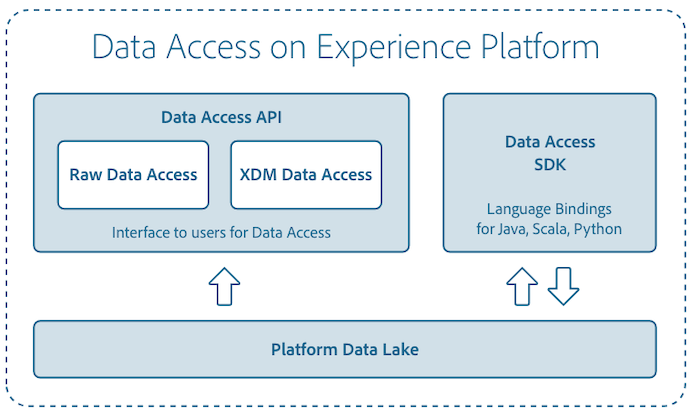 Data Access on Experience Platform
Data Access API
Raw Data Access
XDM Data Access
Interface to users for Data Access
Data Access
SDK
Language Bindings
for Java, Scala, Python
Platform Data Lake